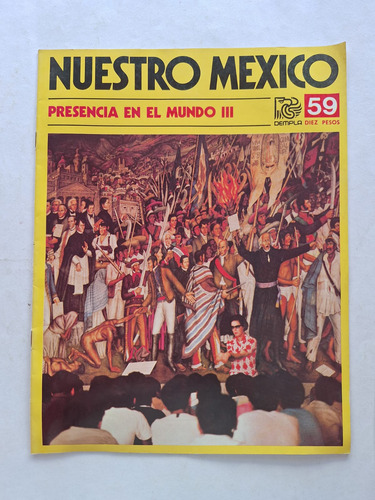 NUESTRO MEXICO
PRESENCIA EN EL MUNDO III
DEMPLA
59
DIEZ PESOS